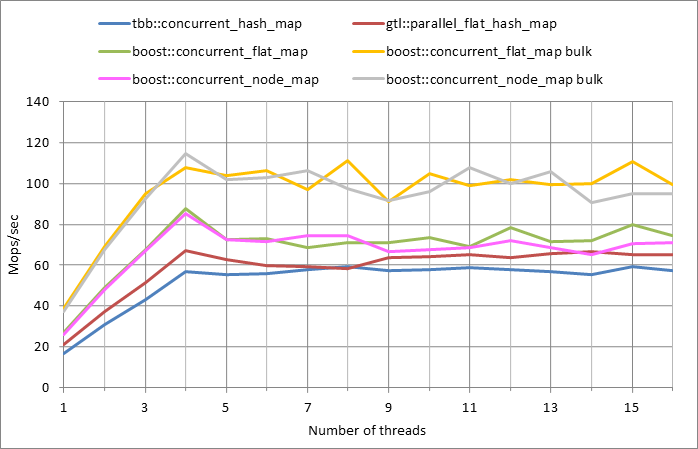 tbb::concurrent_hash_map gtl::parallel_flat_hash_map
boost::concurrent_flat_map boost::concurrent_flat_map bulk
boost::concurrent_node_map boost::concurrent_node_map bulk
140
120
100
80
60
40
20
0
Mops/sec
1 3 5 7 9 11 13 15
Number of threads